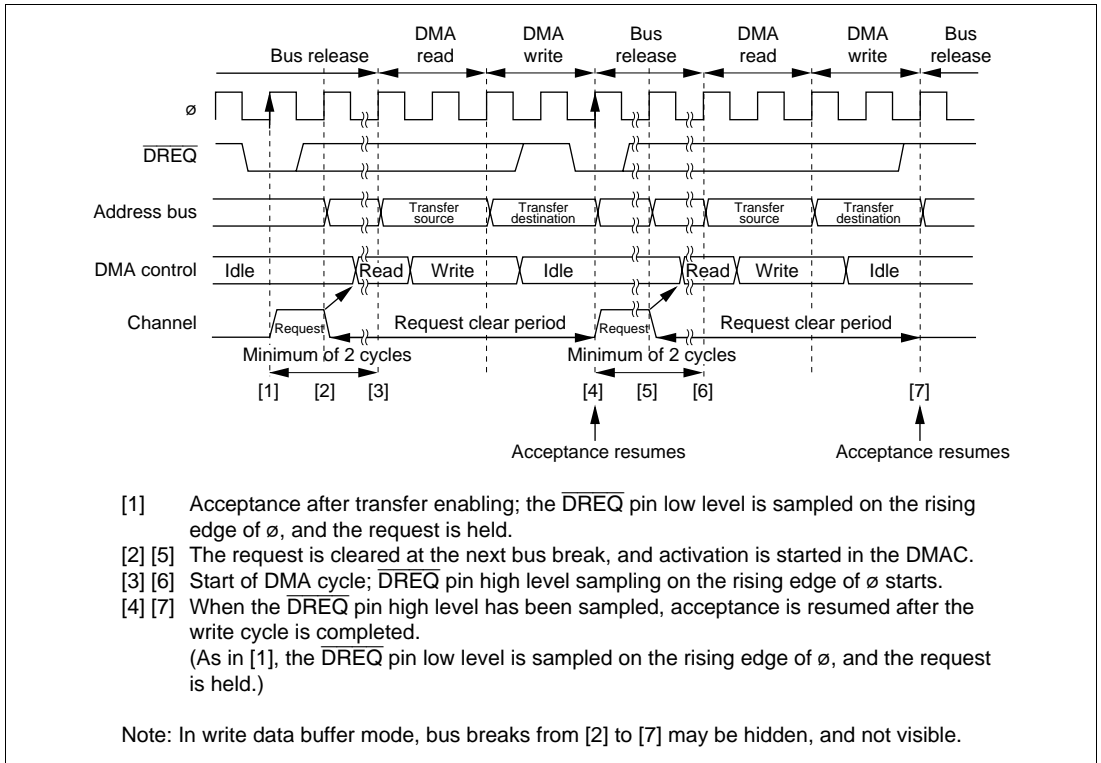 DMA DMA Bus DMA DMA Bus
Bus release read write release read write release
ø
DREQ
Address bus Transfer source Transfer destination Transfer source Transfer destination
DMA control Idle Read Write Idle Read Write Idle
Channel Request Request clear period Request Request clear period
Minimum of 2 cycles Minimum of 2 cycles
[1] [2] [3] [4] [5] [6] [7]
Acceptance resumes Acceptance resumes
[1] Acceptance after transfer enabling; the DREQ pin low level is sampled on the rising
edge of ø, and the request is held.
[2] [5] The request is cleared at the next bus break, and activation is started in the DMAC.
[3] [6] Start of DMA cycle; DREQ pin high level sampling on the rising edge of ø starts.
[4] [7] When the DREQ pin high level has been sampled, acceptance is resumed after the
write cycle is completed.
(As in [1], the DREQ pin low level is sampled on the rising edge of ø, and the request
is held.)
Note: In write data buffer mode, bus breaks from [2] to [7] may be hidden, and not visible.